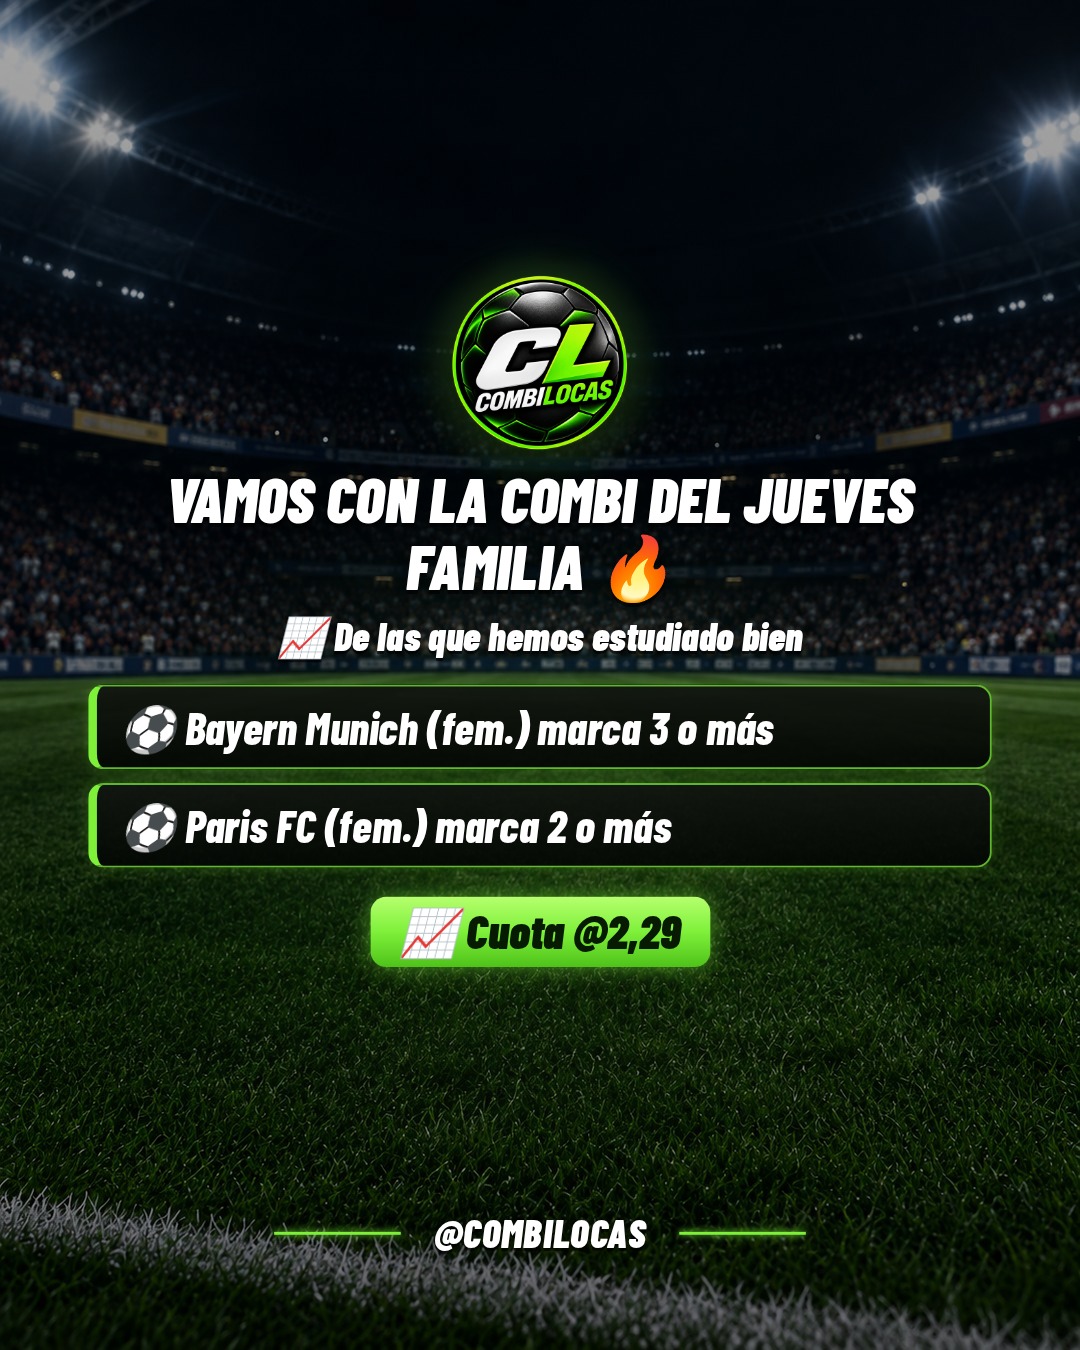 CL
COMBILOCAS
VAMOS CON LA COMBI DEL JUEVES
FAMILIA 🔥
📈 De las que hemos estudiado bien
⚽ Bayern Munich (fem.) marca 3 o más
⚽ Paris FC (fem.) marca 2 o más
📈 Cuota @2,29
@COMBILOCAS